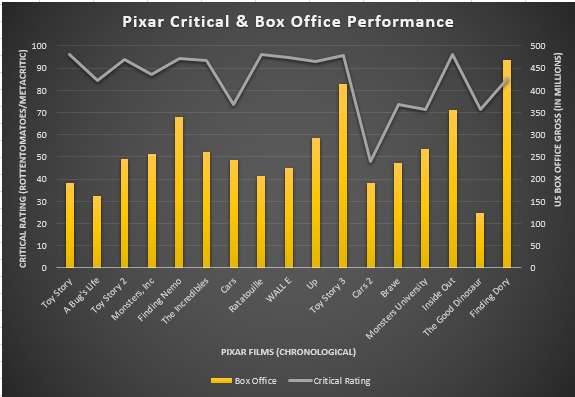 Pixar Critical & Box Office Performance
CRITICAL RATING (ROTTENTOMATOES/METACRITIC)
100
90
80
70
60
50
40
30
20
10
0
500
450
400
350
300
250
200
150
100
50
0
US BOX OFFICE GROSS (IN MILLIONS)
Toy Story
A Bug's Life
Toy Story 2
Monsters, Inc
Finding Nemo
The Incredibles
Cars
Ratatouille
WALL E
Up
Toy Story 3
Cars 2
Brave
Monsters University
Inside Out
The Good Dinosaur
Finding Dory
PIXAR FILMS (CHRONOLOGICAL)
Box Office
Critical Rating